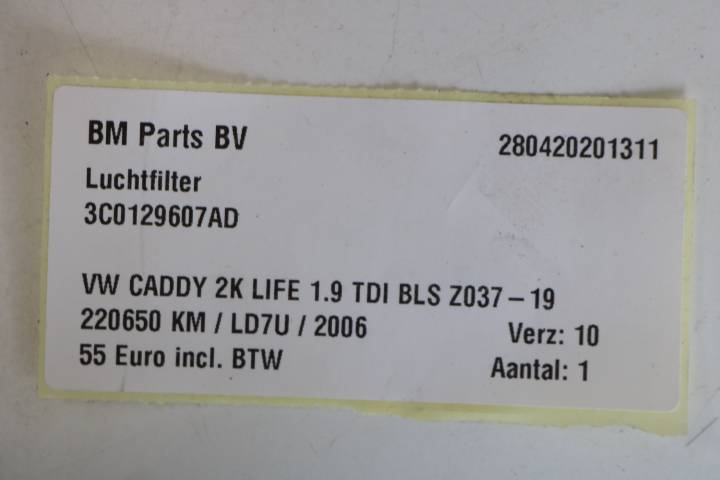 BM Parts BV 280420201311
Luchtfilter
3C0129607AD
VW CADDY 2K LIFE 1.9 TDI BLS Z037-19
220650 KM / LD7U / 2006 Verz: 10
55 Euro incl. BTW Aantal: 1